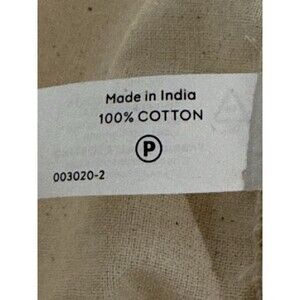 Made in India
100% COTTON
P
003020-2